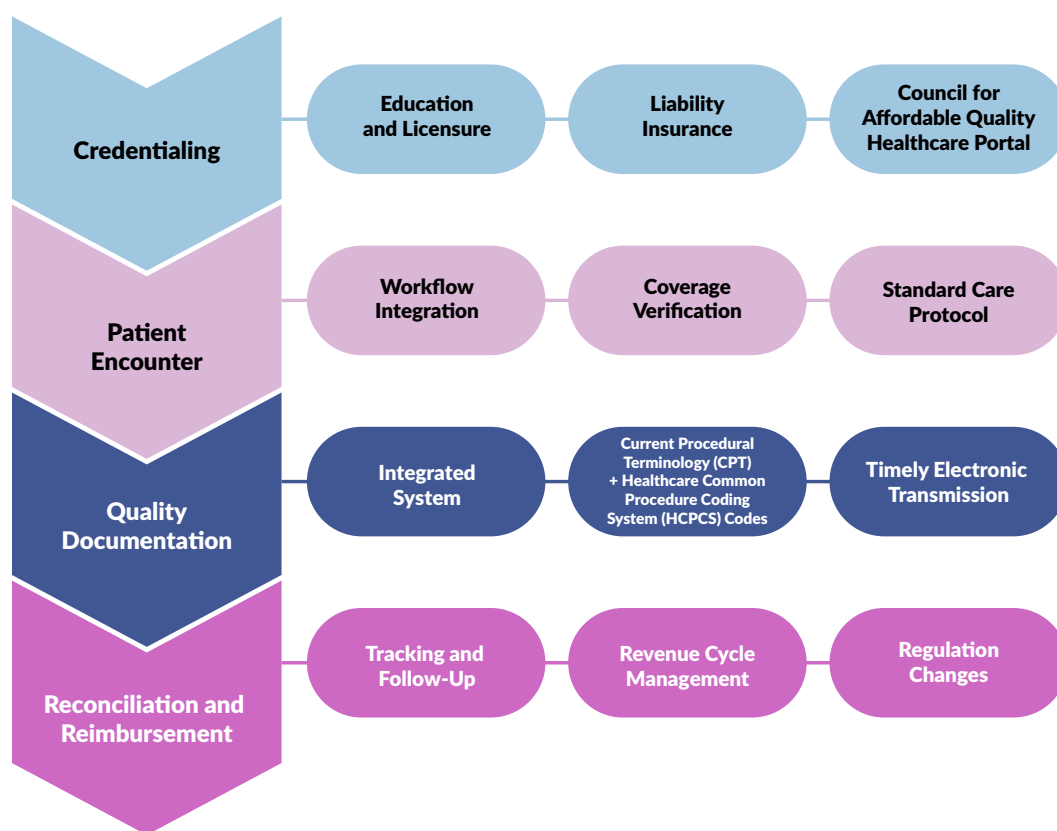 Credentialing
Education
and Licensure
Liability
Insurance
Council for
Affordable Quality
Healthcare Portal
Patient
Encounter
Workflow
Integration
Coverage
Verification
Standard Care
Protocol
Quality
Documentation
Integrated
System
Current Procedural
Terminology (CPT)
+ Healthcare Common
Procedure Coding
System (HCPCS) Codes
Timely Electronic
Transmission
Reconciliation and
Reimbursement
Tracking and
Follow-Up
Revenue Cycle
Management
Regulation
Changes